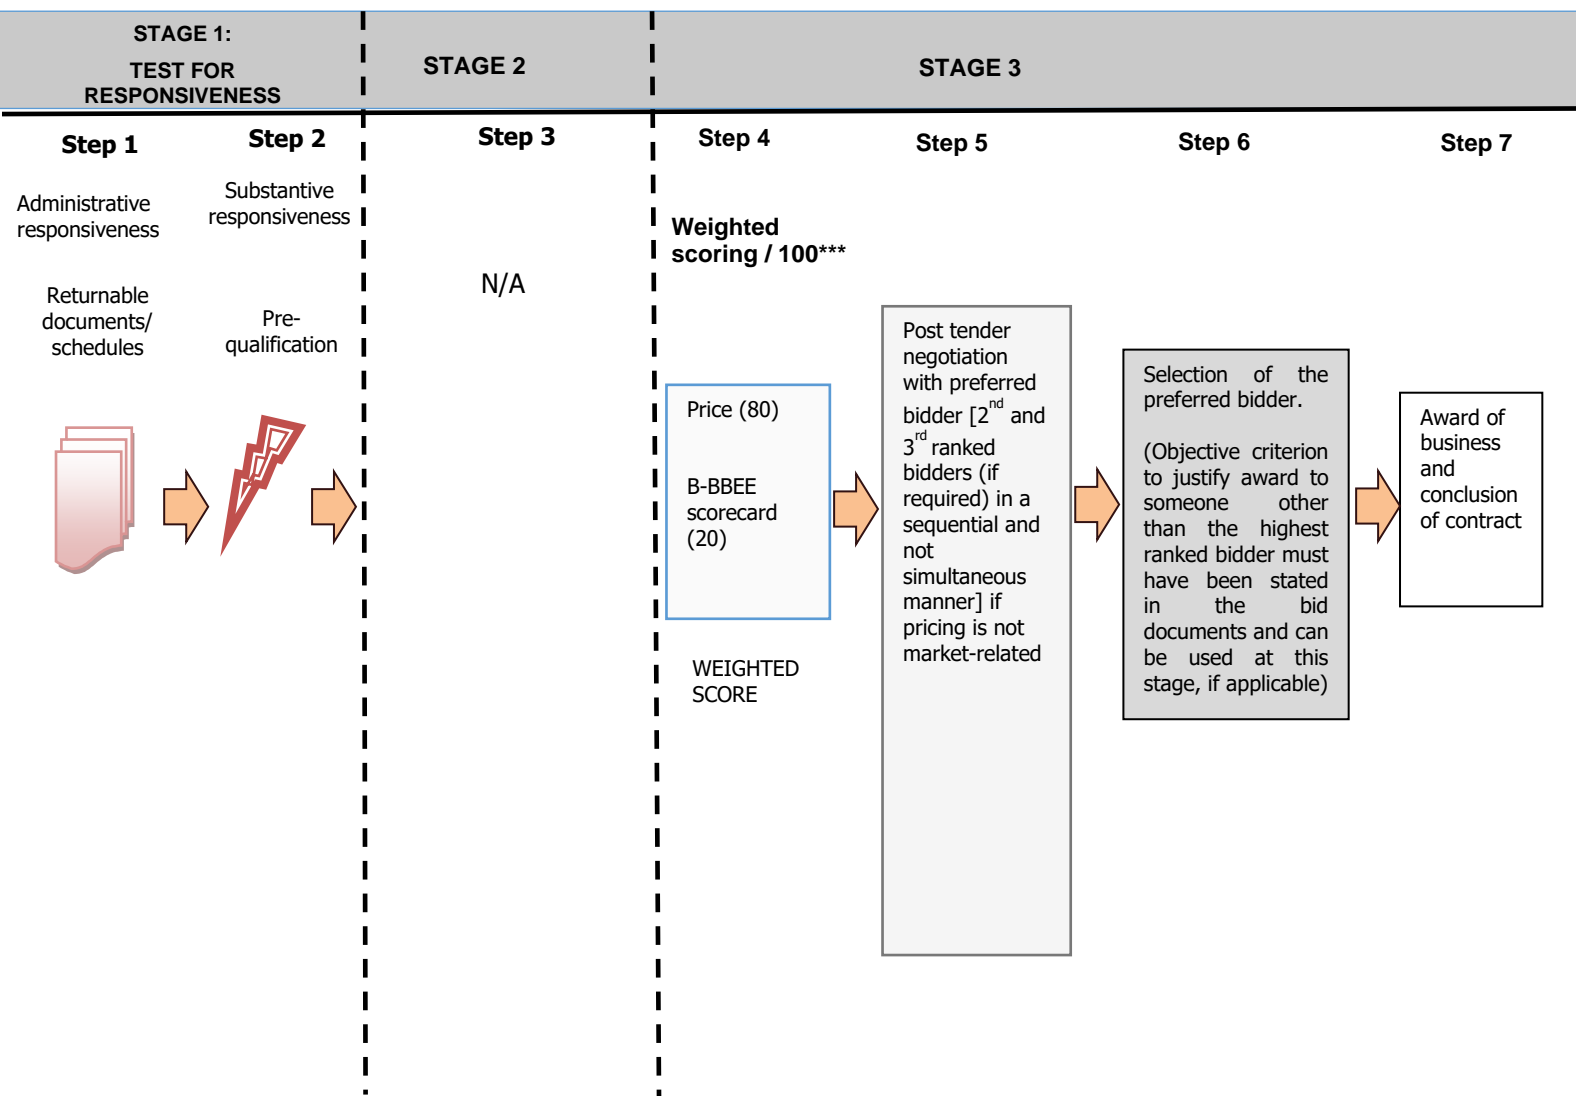 STAGE 1:
TEST FOR
RESPONSIVENESS
STAGE 2
STAGE 3
Step 1
Step 2
Step 3
Step 4
Step 5
Step 6
Step 7
Administrative
responsiveness
Returnable
documents/
schedules
Substantive
responsiveness
Pre-
qualification
N/A
Weighted
scoring / 100***
Price (80)
B-BBEE
scorecard
(20)
WEIGHTED
SCORE
Post tender
negotiation
with preferred
bidder [2nd and
3rd ranked
bidders (if
required) in a
sequential and
not
simultaneous
manner] if
pricing is not
market-related
Selection of the
preferred bidder.
(Objective criterion
to justify award to
someone other
than the highest
ranked bidder must
have been stated
in the bid
documents and can
be used at this
stage, if applicable)
Award of
business
and
conclusion
of contract